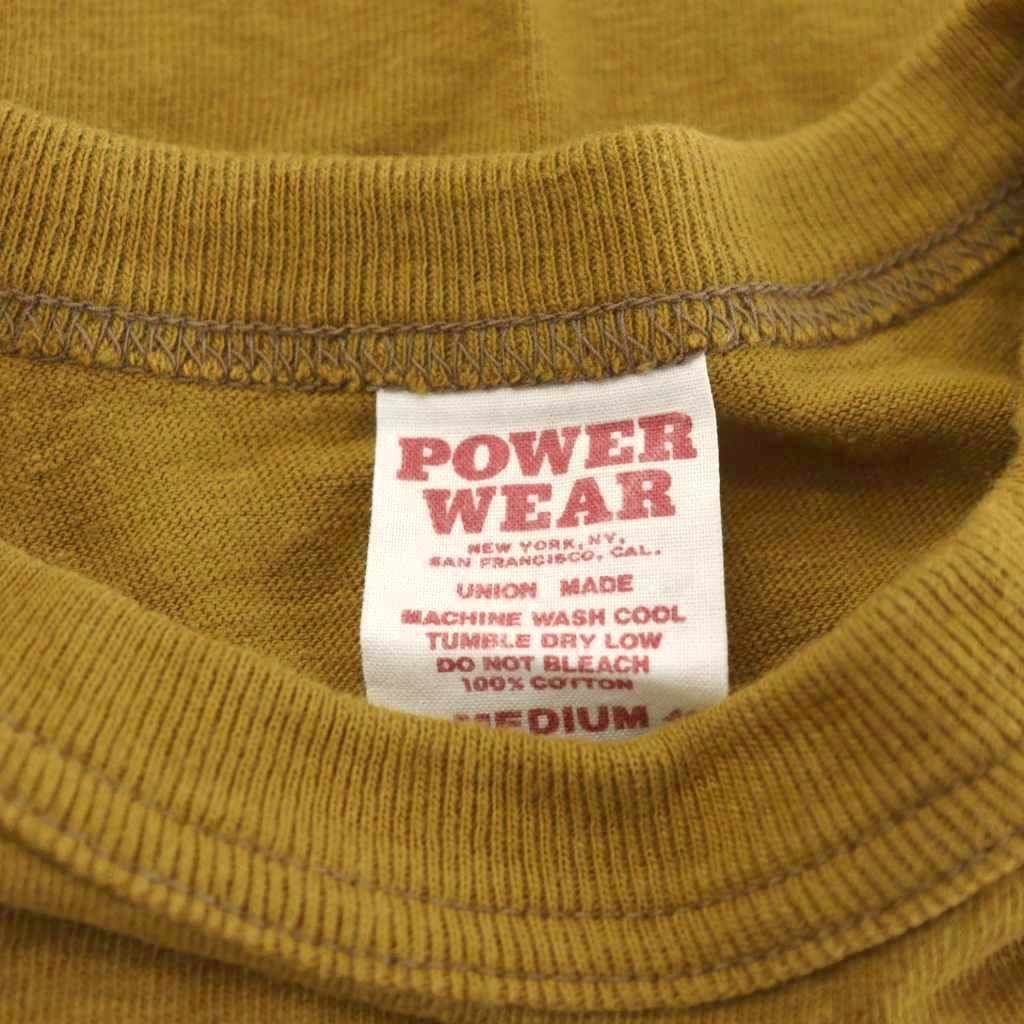 POWER
WEAR
NEW YORK, NY.
SAN FRANCISCO, CAL.
UNION MADE
MACHINE WASH COOL
TUMBLE DRY LOW
DO NOT BLEACH
100% COTTON
MEDIUM